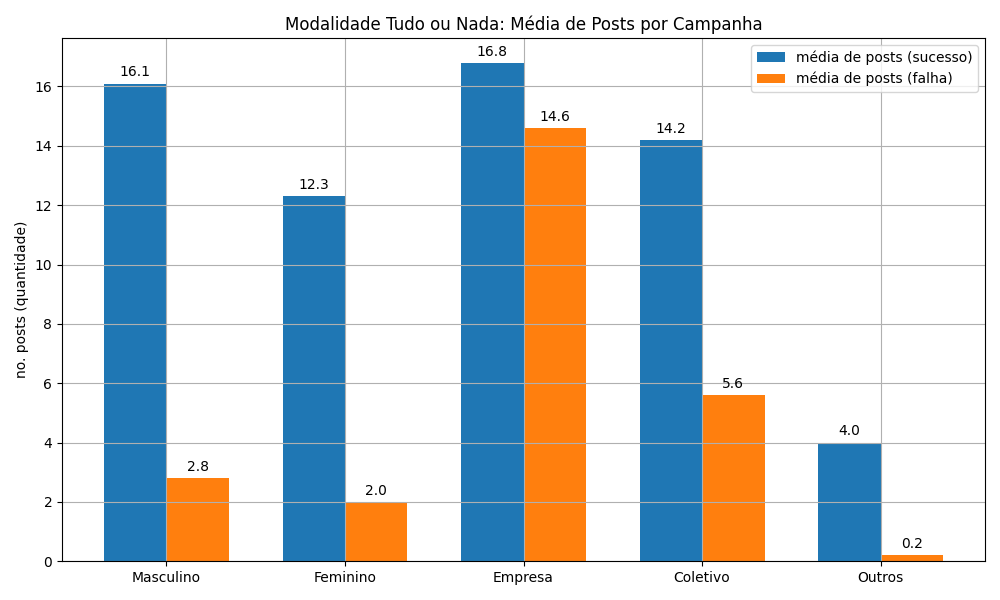 Modalidade Tudo ou Nada: Média de Posts por Campanha
média de posts (sucesso)
média de posts (falha)
no. posts (quantidade)
16
14
12
10
8
6
4
2
0
16.1
2.8
12.3
2.0
16.8
14.6
14.2
5.6
4.0
0.2
Masculino
Feminino
Empresa
Coletivo
Outros